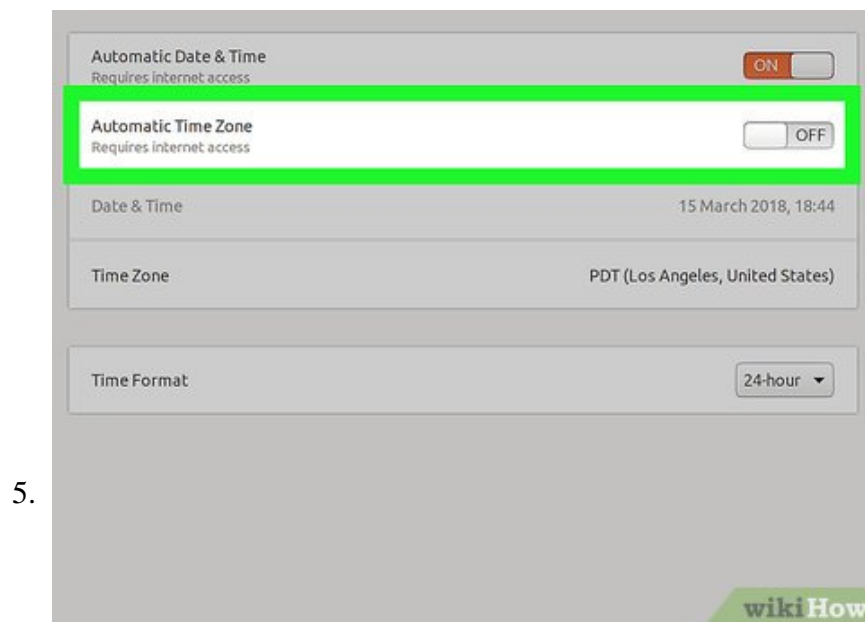 Automatic Date & Time
ON
Requires internet access
Automatic Time Zone
OFF
Requires internet access
Date & Time 15 March 2018, 18:44
Time Zone PDT (Los Angeles, United States)
Time Format 24-hour
5.
wikiHow